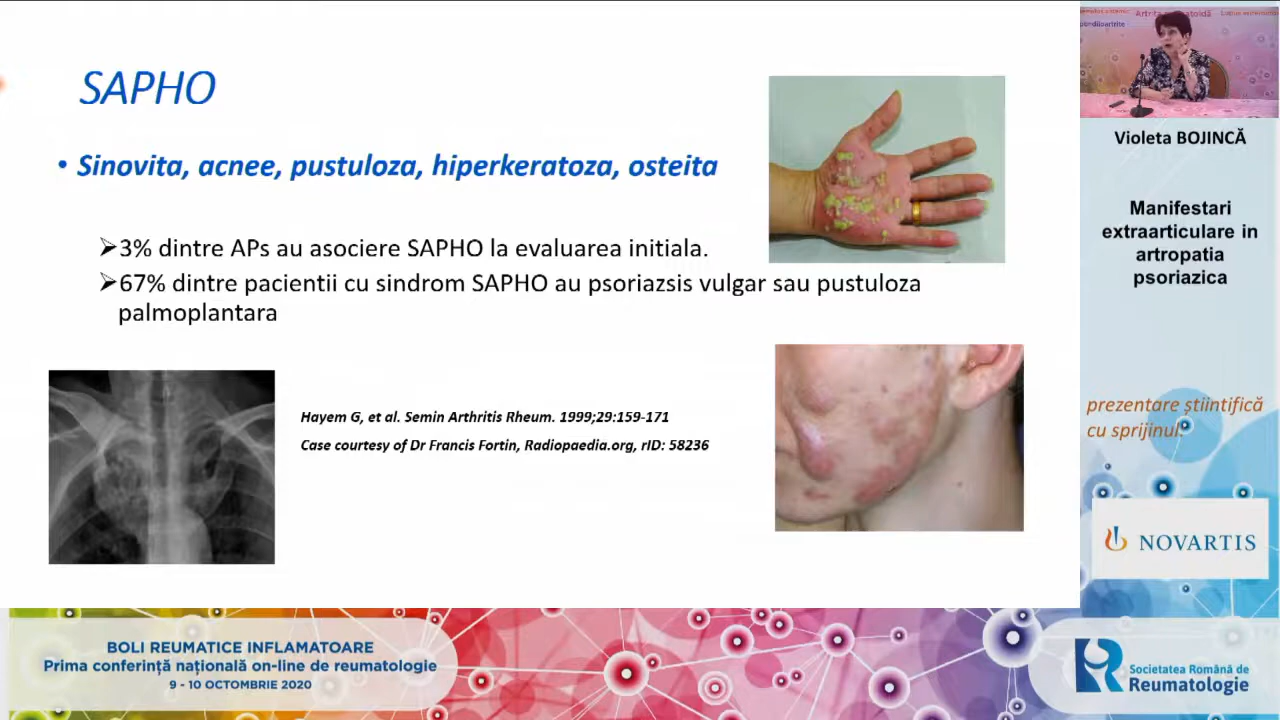 SAPHO
• Sinovita, acnee, pustuloza, hiperkeratoza, osteita
➢3% dintre APs au asociere SAPHO la evaluarea initiala.
➢67% dintre pacientii cu sindrom SAPHO au psoriazsis vulgar sau pustuloza
palmoplantara
Hayem G, et al. Semin Arthritis Rheum. 1999;29:159-171
Case courtesy of Dr Francis Fortin, Radiopaedia.org, rID: 58236
Violeta BOJINCĂ
Manifestari
extraarticulare in
artropatia
psoriazica
prezentare științifică
cu sprijinul:
NOVARTIS
BOLI REUMATICE INFLAMATOARE
Prima conferință națională on-line de reumatologie
9 - 10 OCTOMBRIE 2020
Societatea Română de
Reumatologie